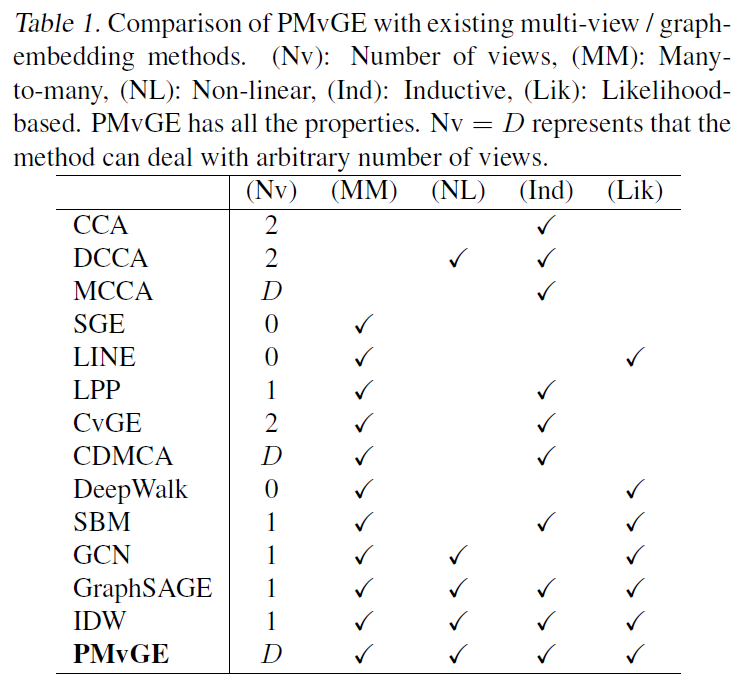 Table 1. Comparison of PMvGE with existing multi-view / graph-
embedding methods. (Nv): Number of views, (MM): Many-
to-many, (NL): Non-linear, (Ind): Inductive, (Lik): Likelihood-
based. PMvGE has all the properties. Nv = D represents that the
method can deal with arbitrary number of views.
(Nv) (MM) (NL) (Ind) (Lik)
CCA 2 ✓
DCCA 2 ✓ ✓
MCCA D ✓
SGE 0 ✓
LINE 0 ✓ ✓
LPP 1 ✓ ✓
CvGE 2 ✓ ✓
CDMCA D ✓ ✓
DeepWalk 0 ✓ ✓
SBM 1 ✓ ✓ ✓
GCN 1 ✓ ✓ ✓
GraphSAGE 1 ✓ ✓ ✓ ✓
IDW 1 ✓ ✓ ✓ ✓
PMvGE D ✓ ✓ ✓ ✓